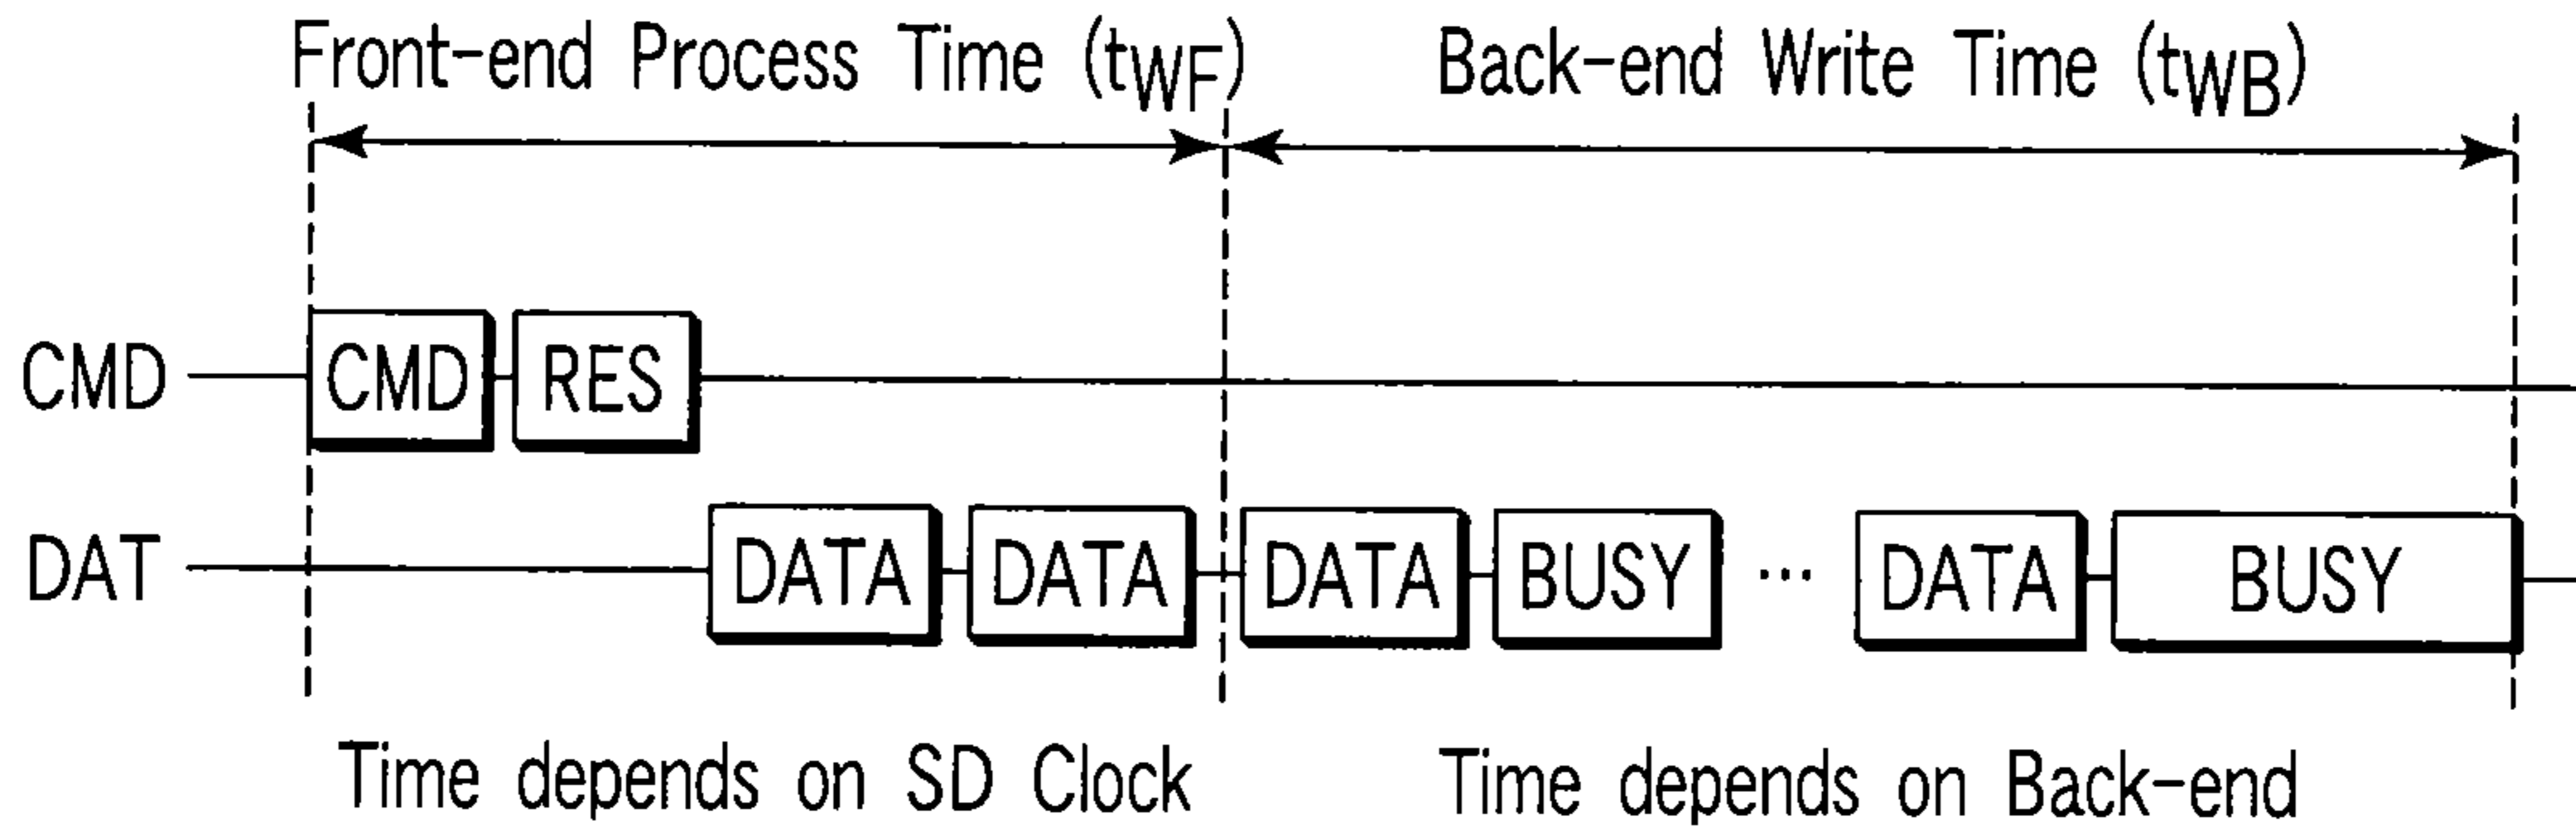 Front-end Process Time (tWF) Back-end Write Time (tWB)
CMD CMD RES
DAT DATA DATA DATA BUSY ... DATA BUSY
Time depends on SD Clock Time depends on Back-end